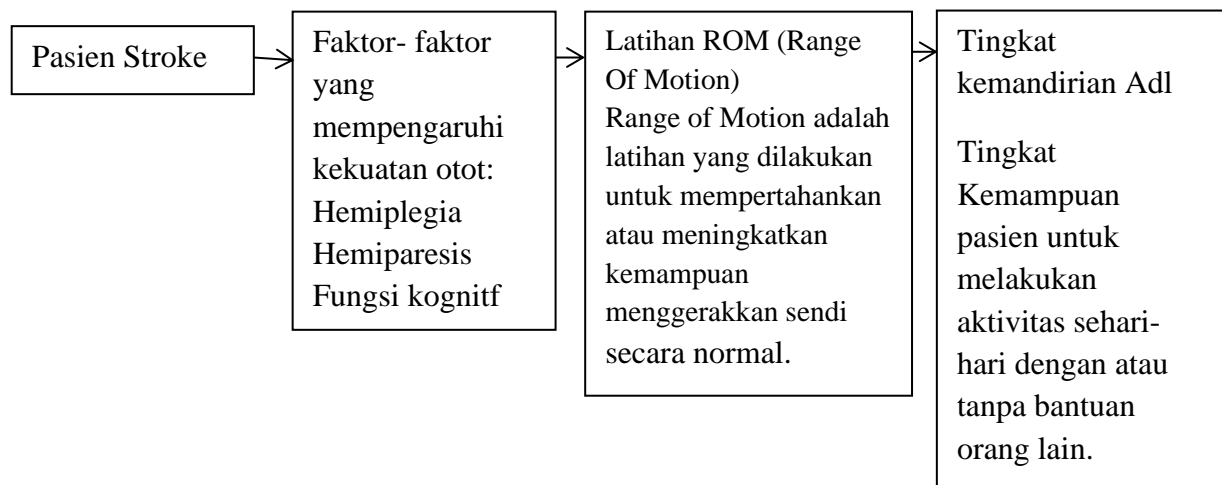 Pasien Stroke
Faktor- faktor
yang
mempengaruhi
kekuatan otot:
Hemiplegia
Hemiparesis
Fungsi kognitf
Latihan ROM (Range
Of Motion)
Range of Motion adalah
latihan yang dilakukan
untuk mempertahankan
atau meningkatkan
kemampuan
menggerakkan sendi
secara normal.
Tingkat
kemandirian Adl
Tingkat
Kemampuan
pasien untuk
melakukan
aktivitas sehari-
hari dengan atau
tanpa bantuan
orang lain.